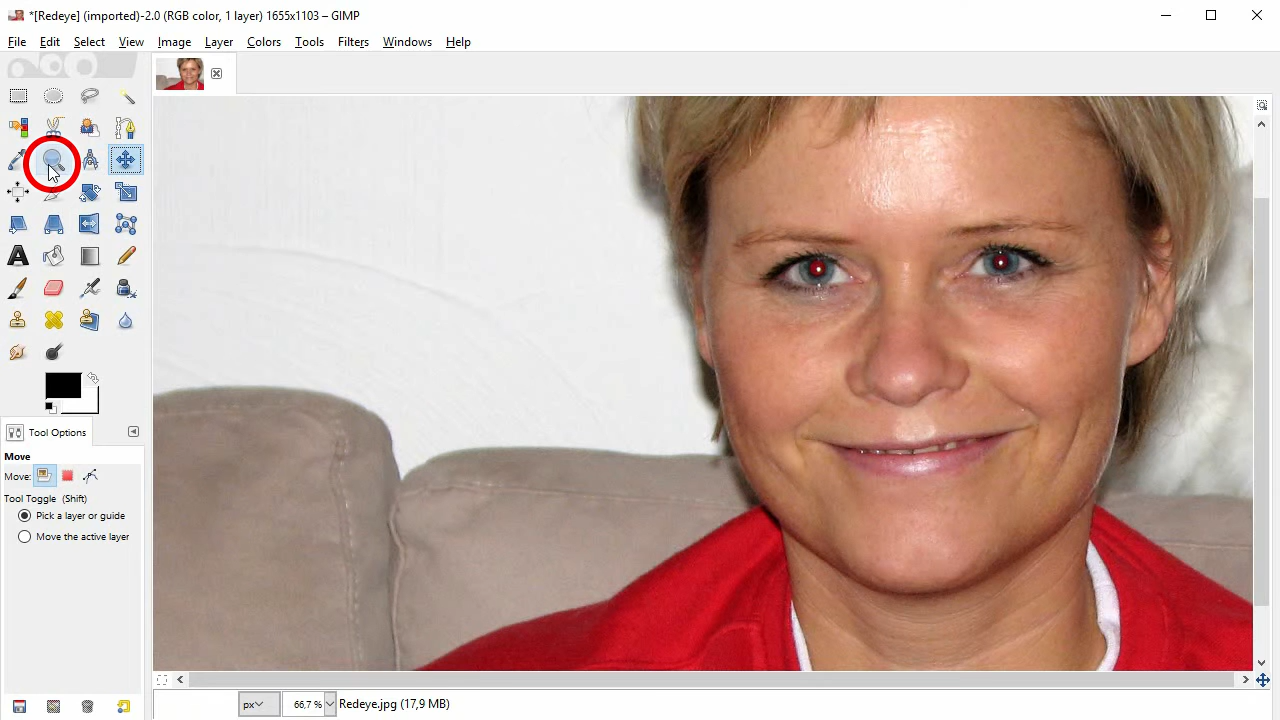 *[Redeye] (imported)-2.0 (RGB color, 1 layer) 1655x1103 – GIMP
File Edit Select View Image Layer Colors Tools Filters Windows Help
Tool Options
Move
Move:
Tool Toggle (Shift)
Pick a layer or guide
Move the active layer
px 66,7 % Redeye.jpg (17,9 MB)